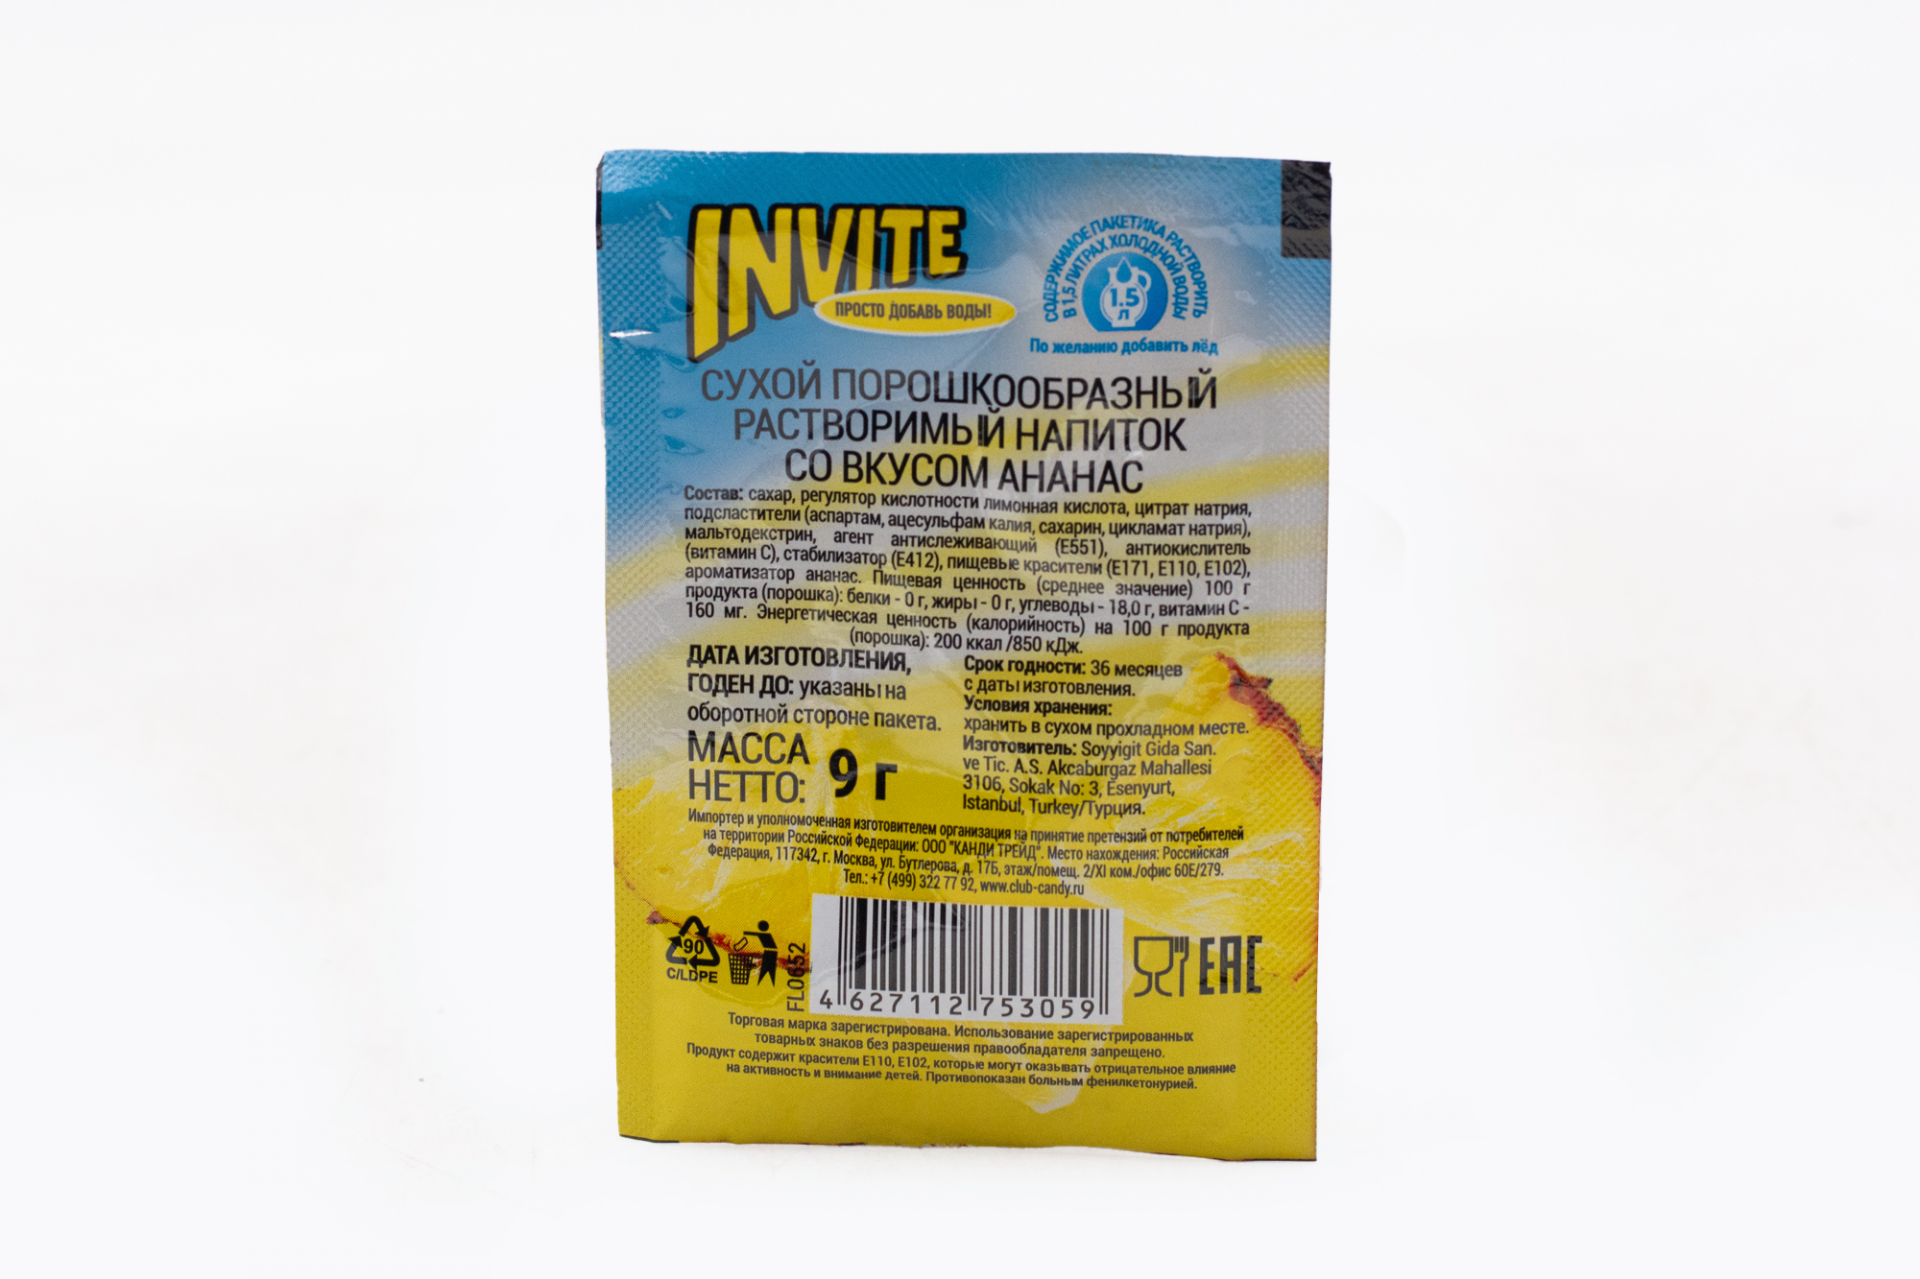 INVITE
ПРОСТО ДОБАВЬ ВОДЫ!
СОДЕРЖИМОЕ ПАКЕТИКА РАСТВОРИТЬ
В 1,5 ЛИТРАХ ХОЛОДНОЙ ВОДЫ
1.5
Л
По желанию добавить лёд
СУХОЙ ПОРОШКООБРАЗНЫЙ
РАСТВОРИМЫЙ НАПИТОК
СО ВКУСОМ АНАНАС
Состав: сахар, регулятор кислотности лимонная кислота, цитрат натрия,
подсластители (аспартам, ацесульфам калия, сахарин, цикламат натрия),
мальтодекстрин, агент антислеживающий (Е551), антиокислитель
(витамин С), стабилизатор (Е412), пищевые красители (Е171, Е110, Е102),
ароматизатор ананас. Пищевая ценность (среднее значение) 100 г
продукта (порошка): белки - 0 г, жиры - 0 г, углеводы - 18,0 г, витамин С -
160 мг. Энергетическая ценность (калорийность) на 100 г продукта
(порошка): 200 ккал /850 кДж.
ДАТА ИЗГОТОВЛЕНИЯ,
ГОДЕН ДО: указаны на
оборотной стороне пакета.
МАССА
НЕТТО: 9 г
Срок годности: 36 месяцев
с даты изготовления.
Условия хранения:
хранить в сухом прохладном месте.
Изготовитель: Soyyigit Gida San.
ve Tic. A.S. Akcaburgaz Mahallesi
3106, Sokak No: 3, Esenyurt,
Istanbul, Turkey/Турция.
Импортер и уполномоченная изготовителем организация на принятие претензий от потребителей
на территории Российской Федерации: ООО "КАНДИ ТРЕЙД". Место нахождения: Российская
Федерация, 117342, г. Москва, ул. Бутлерова, д. 17Б, этаж/помещ. 2/XI ком./офис 60Е/279.
Тел.: +7 (499) 322 77 92, www.club-candy.ru
90
C/LDPE
FL0652
4 627112 753059
EAC
Торговая марка зарегистрирована. Использование зарегистрированных
товарных знаков без разрешения правообладателя запрещено.
Продукт содержит красители Е110, Е102, которые могут оказывать отрицательное влияние
на активность и внимание детей. Противопоказан больным фенилкетонурией.